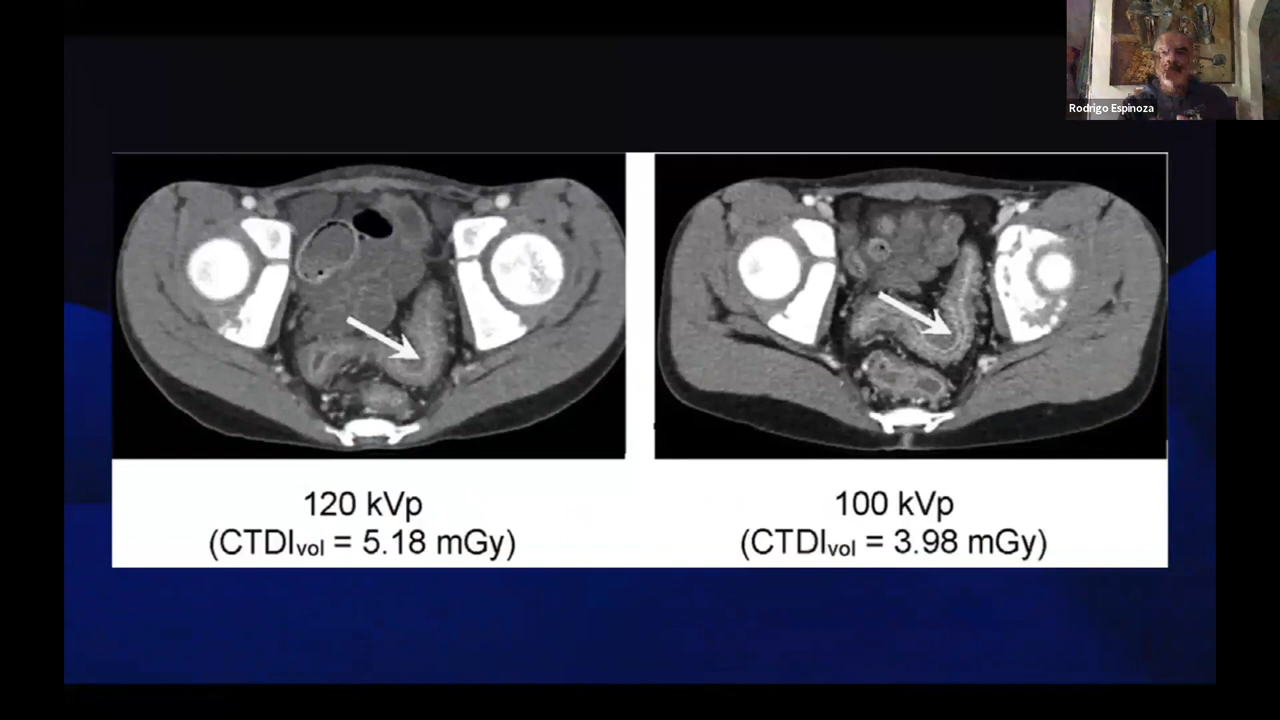 Rodrigo Espinoza
120 kVp
(CTDIvol = 5.18 mGy)
100 kVp
(CTDIvol = 3.98 mGy)